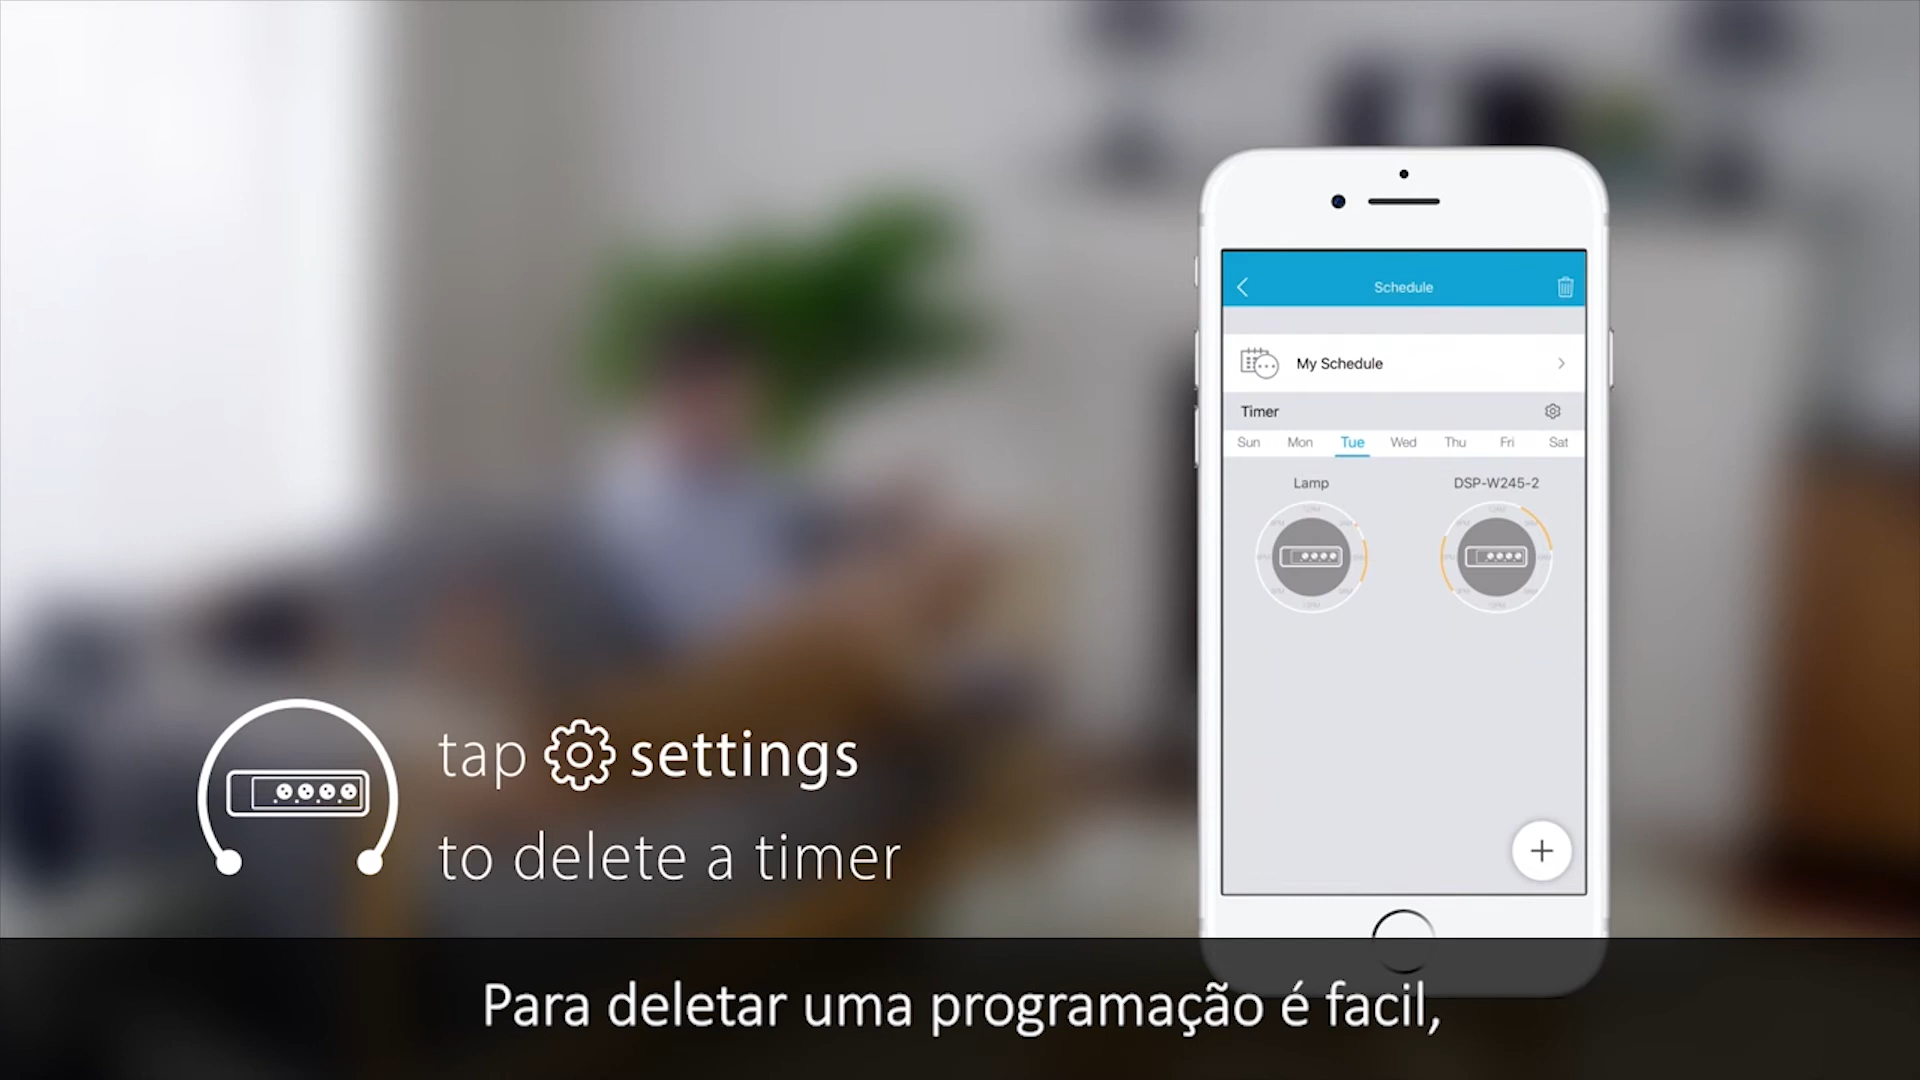 Schedule
My Schedule
Timer
Sun Mon Tue Wed Thu Fri Sat
Lamp DSP-W245-2
tap settings
to delete a timer
Para deletar uma programação é facil,